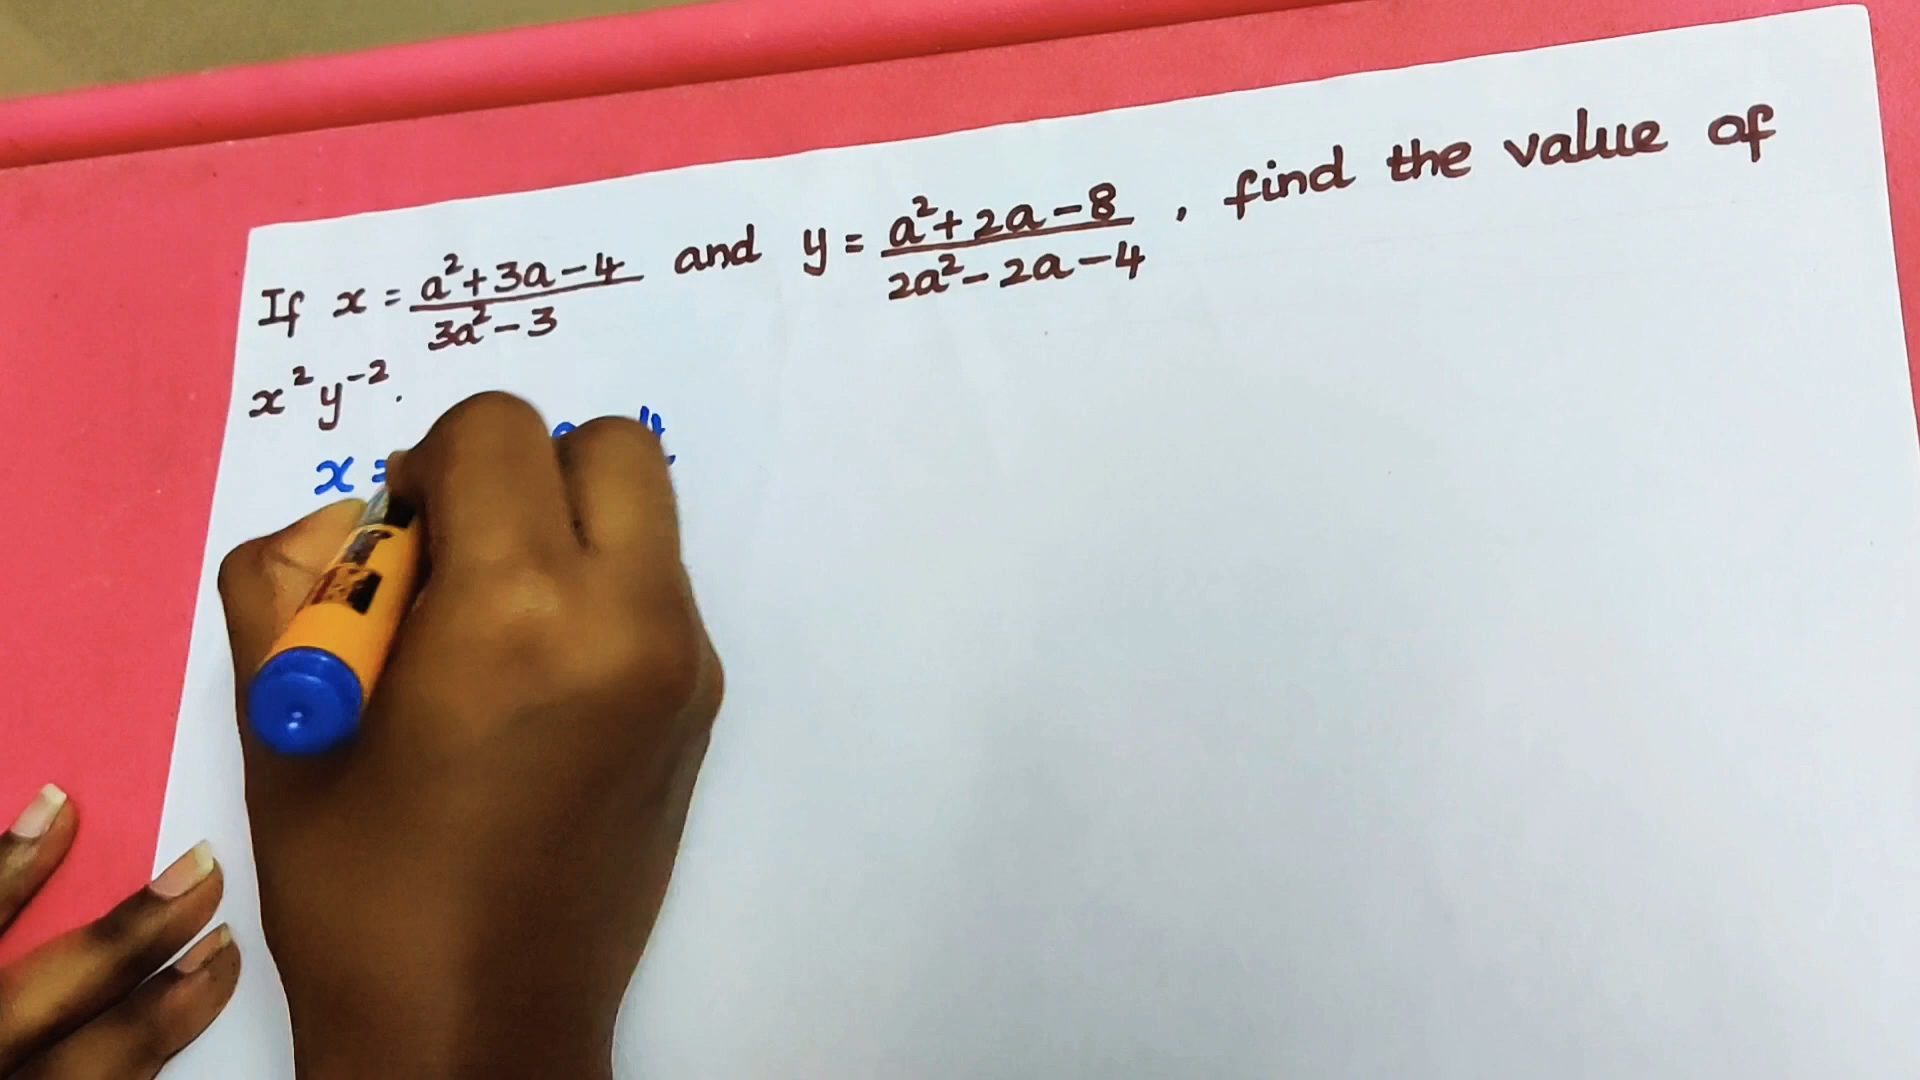 If x = (a²+3a-4)/(3a²-3) and y = (a²+2a-8)/(2a²-2a-4), find the value of
x²y⁻².
x =